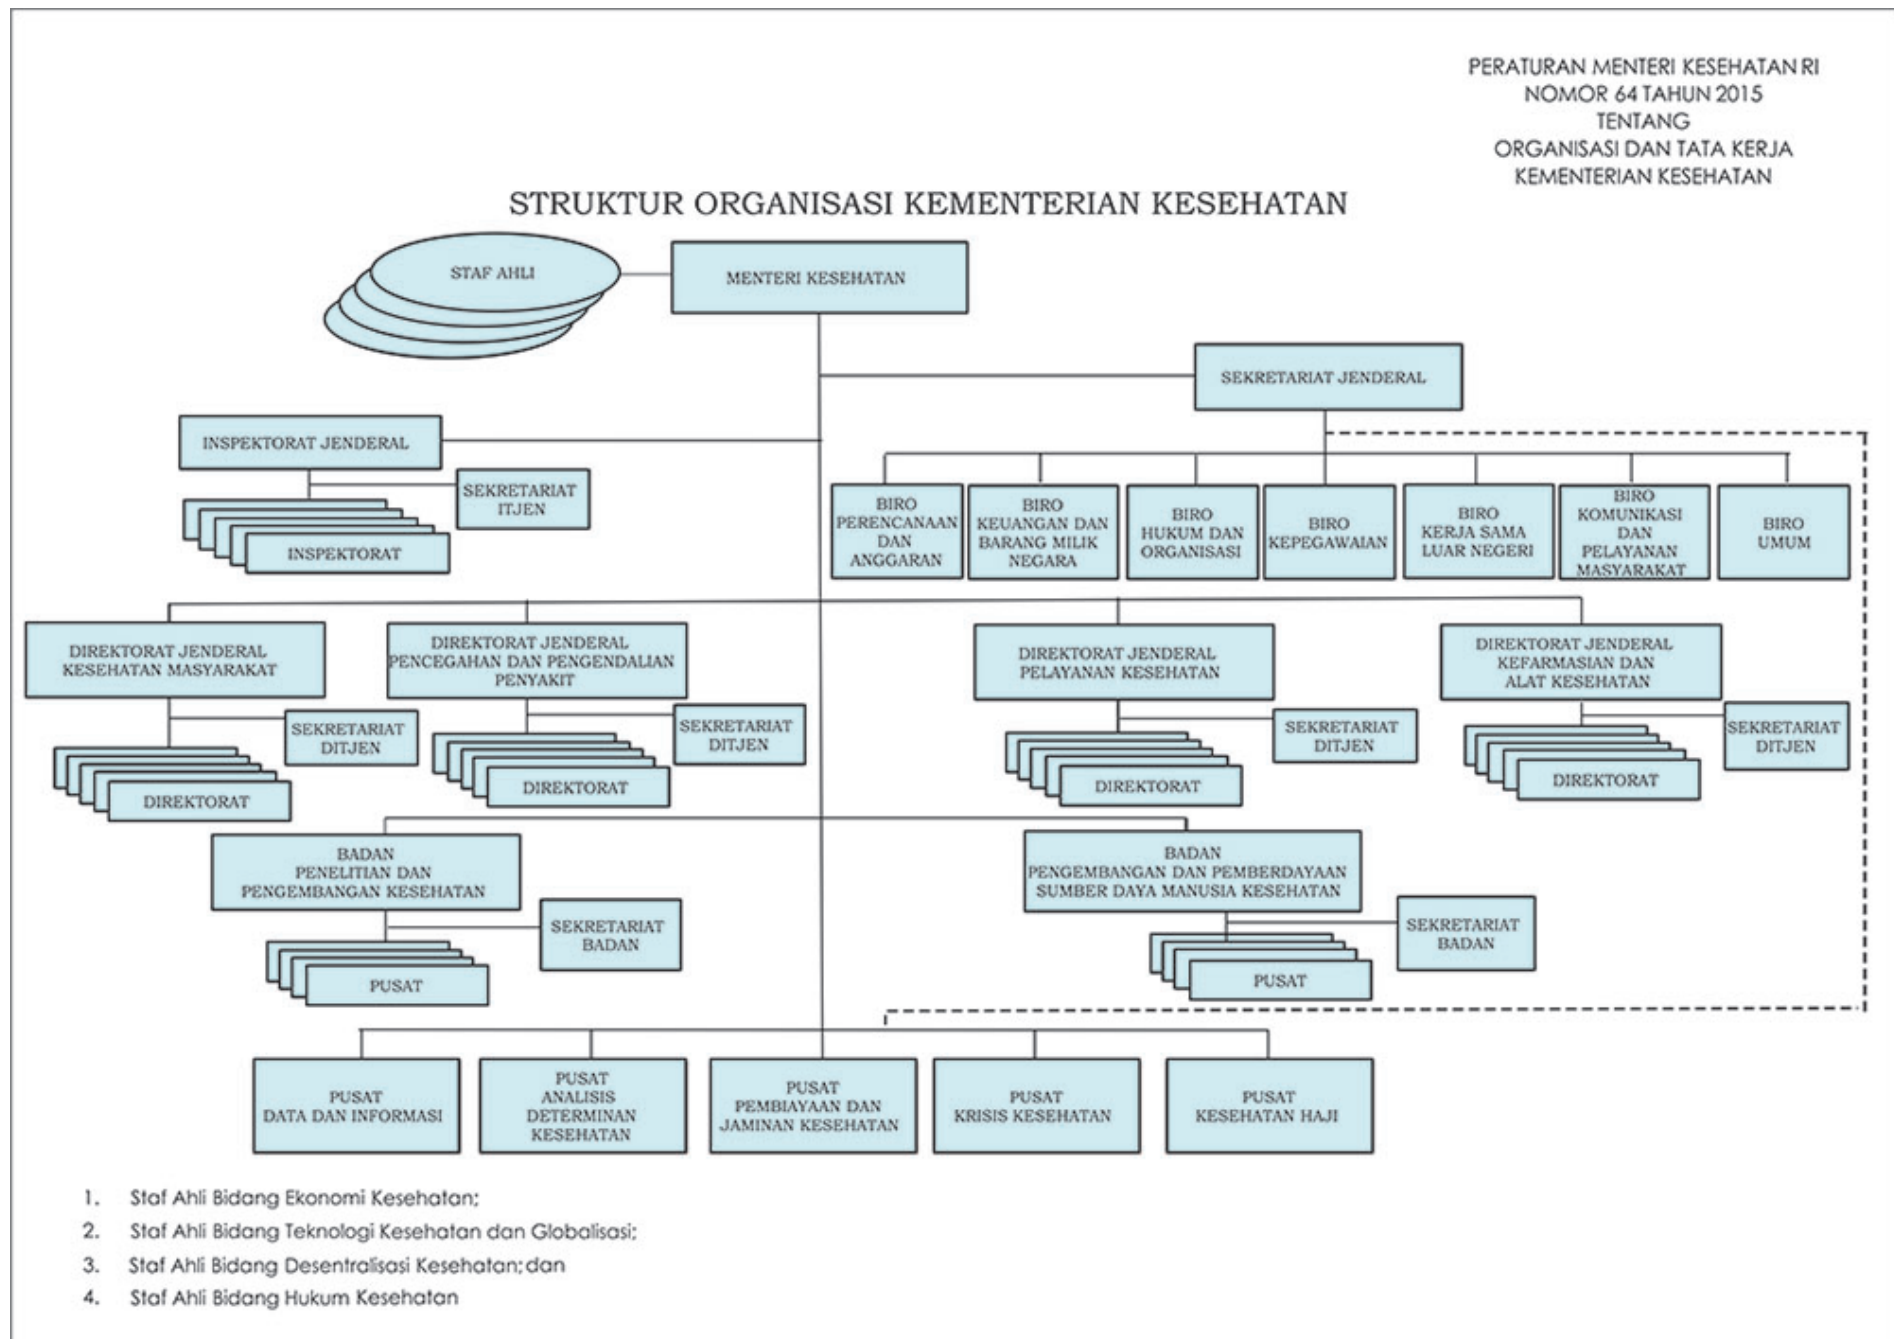 PERATURAN MENTERI KESEHATAN RI
NOMOR 64 TAHUN 2015
TENTANG
ORGANISASI DAN TATA KERJA
KEMENTERIAN KESEHATAN
STRUKTUR ORGANISASI KEMENTERIAN KESEHATAN
STAF AHLI
MENTERI KESEHATAN
SEKRETARIAT JENDERAL
INSPEKTORAT JENDERAL
SEKRETARIAT
ITJEN
INSPEKTORAT
BIRO
PERENCANAAN
DAN
ANGGARAN
BIRO
KEUANGAN DAN
BARANG MILIK
NEGARA
BIRO
HUKUM DAN
ORGANISASI
BIRO
KEPEGAWAIAN
BIRO
KERJA SAMA
LUAR NEGERI
BIRO
KOMUNIKASI
DAN
PELAYANAN
MASYARAKAT
BIRO
UMUM
DIREKTORAT JENDERAL
KESEHATAN MASYARAKAT
SEKRETARIAT
DITJEN
DIREKTORAT
DIREKTORAT JENDERAL
PENCEGAHAN DAN PENGENDALIAN
PENYAKIT
SEKRETARIAT
DITJEN
DIREKTORAT
DIREKTORAT JENDERAL
PELAYANAN KESEHATAN
SEKRETARIAT
DITJEN
DIREKTORAT
DIREKTORAT JENDERAL
KEFARMASIAN DAN
ALAT KESEHATAN
SEKRETARIAT
DITJEN
DIREKTORAT
BADAN
PENELITIAN DAN
PENGEMBANGAN KESEHATAN
SEKRETARIAT
BADAN
PUSAT
BADAN
PENGEMBANGAN DAN PEMBERDAYAAN
SUMBER DAYA MANUSIA KESEHATAN
SEKRETARIAT
BADAN
PUSAT
PUSAT
DATA DAN INFORMASI
PUSAT
ANALISIS
DETERMINAN
KESEHATAN
PUSAT
PEMBIAYAAN DAN
JAMINAN KESEHATAN
PUSAT
KRISIS KESEHATAN
PUSAT
KESEHATAN HAJI
1. Staf Ahli Bidang Ekonomi Kesehatan;
2. Staf Ahli Bidang Teknologi Kesehatan dan Globalisasi;
3. Staf Ahli Bidang Desentralisasi Kesehatan; dan
4. Staf Ahli Bidang Hukum Kesehatan